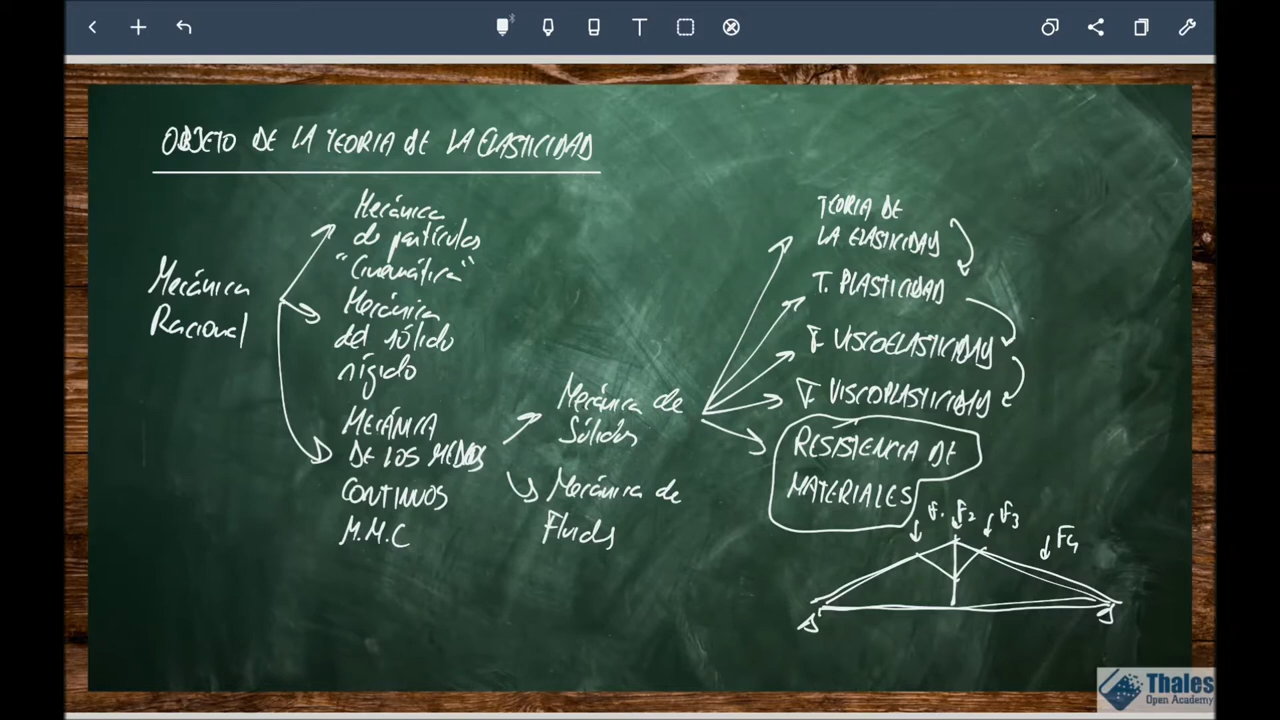 OBJETO DE LA TEORIA DE LA ELASTICIDAD
Mecánica
Racional
Mecánica
de partículas
"Cinemática"
Mecánica
del sólido
rígido
MECÁNICA
DE LOS MEDIOS
CONTINUOS
M.M.C
Mecánica de
Sólidos
Mecánica de
Fluidos
TEORIA DE
LA ELASTICIDAD
T. PLASTICIDAD
T. VISCOELASTICIDAD
T. VISCOPLASTICIDAD
RESISTENCIA DE
MATERIALES
F1 F2 F3
F4
Thales
Open Academy